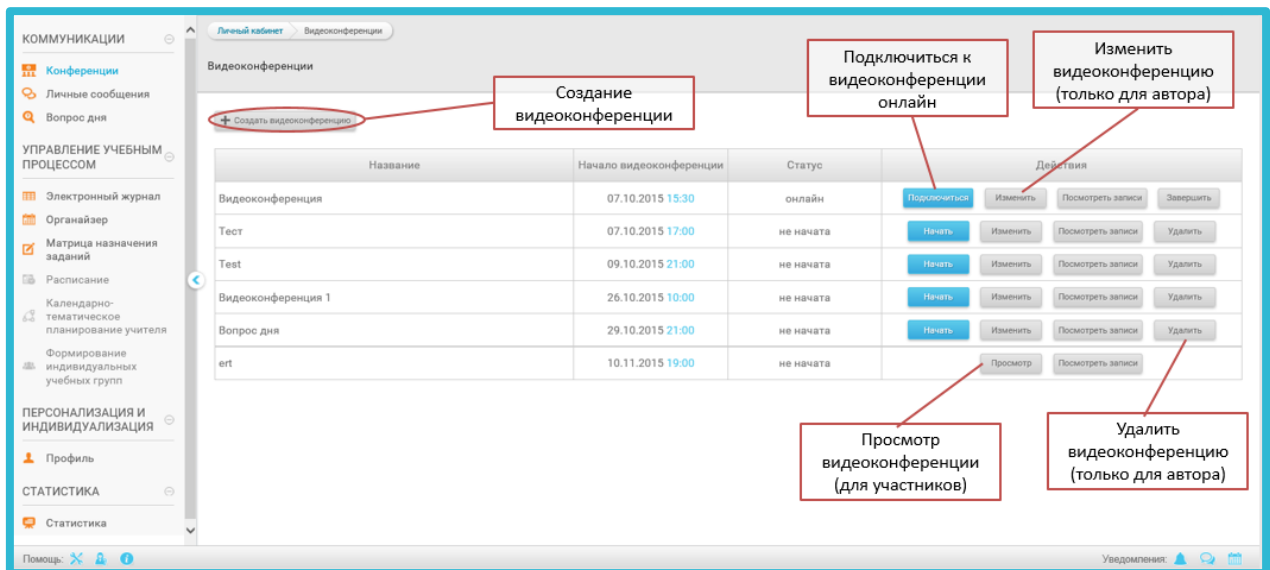 КОММУНИКАЦИИ
Конференции
Личные сообщения
Вопрос дня
УПРАВЛЕНИЕ УЧЕБНЫМ
ПРОЦЕССОМ
Электронный журнал
Органайзер
Матрица назначения
заданий
Расписание
Календарно-
тематическое
планирование учителя
Формирование
индивидуальных
учебных групп
ПЕРСОНАЛИЗАЦИЯ И
ИНДИВИДУАЛИЗАЦИЯ
Профиль
СТАТИСТИКА
Статистика
Личный кабинет Видеоконференции
Видеоконференции
Создать видеоконференцию
Создание
видеоконференции
Подключиться к
видеоконференции
онлайн
Изменить
видеоконференцию
(только для автора)
Название Начало видеоконференции Статус Действия
Видеоконференция 07.10.2015 15:30 онлайн Подключиться Изменить Посмотреть записи Завершить
Тест 07.10.2015 17:00 не начата Начать Изменить Посмотреть записи Удалить
Test 09.10.2015 21:00 не начата Начать Изменить Посмотреть записи Удалить
Видеоконференция 1 26.10.2015 10:00 не начата Начать Изменить Посмотреть записи Удалить
Вопрос дня 29.10.2015 21:00 не начата Начать Изменить Посмотреть записи Удалить
ert 10.11.2015 19:00 не начата Просмотр Посмотреть записи
Просмотр
видеоконференции
(для участников)
Удалить
видеоконференцию
(только для автора)
Помощь: Уведомления: